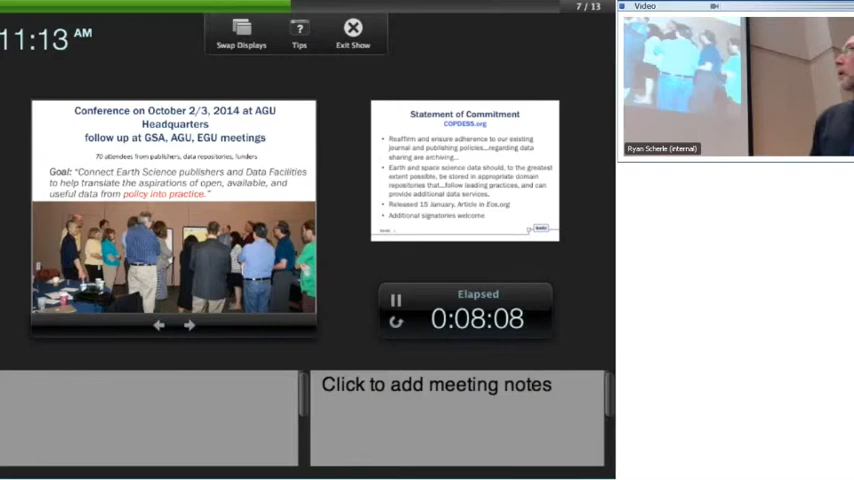 7 / 13
11:13 AM
Swap Displays
Tips
Exit Show
Video
Conference on October 2/3, 2014 at AGU
Headquarters
follow up at GSA, AGU, EGU meetings
70 attendees from publishers, data repositories, funders
Goal: "Connect Earth Science publishers and Data Facilities
to help translate the aspirations of open, available, and
useful data from policy into practice."
Statement of Commitment
COPDESS.org
• Reaffirm and ensure adherence to our existing
journal and publishing policies...regarding data
sharing are archiving...
• Earth and space science data should, to the greatest
extent possible, be stored in appropriate domain
repositories that...follow leading practices, and can
provide additional data services.
• Released 15 January, Article in Eos.org
• Additional signatories welcome
Ryan Scherle (internal)
Elapsed
0:08:08
Click to add meeting notes